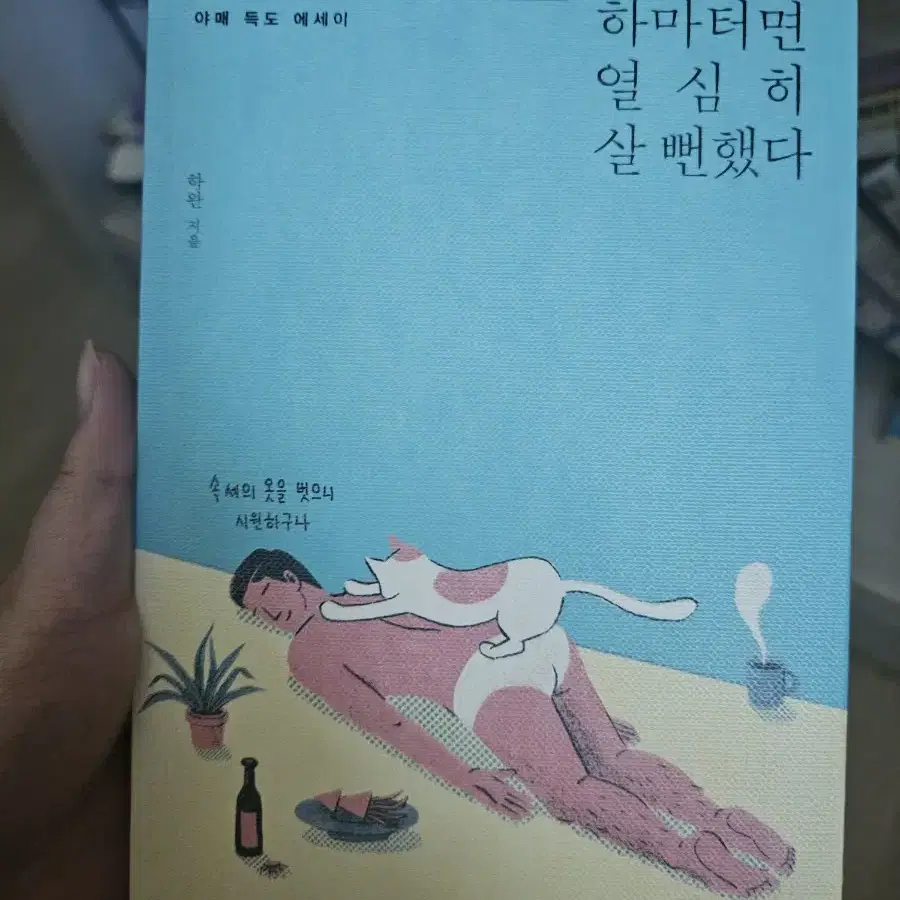 야매 득도 에세이
하마터면
열심히
살 뻔했다
하완 지음
속세의 옷을 벗으니
시원하구나